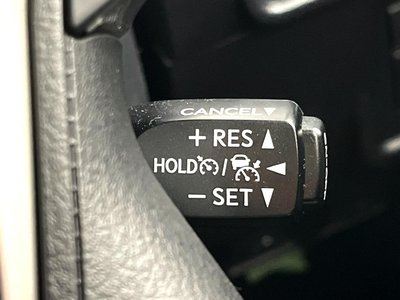 CANCEL▼
+ RES ▲
HOLD / ◄
− SET ▼